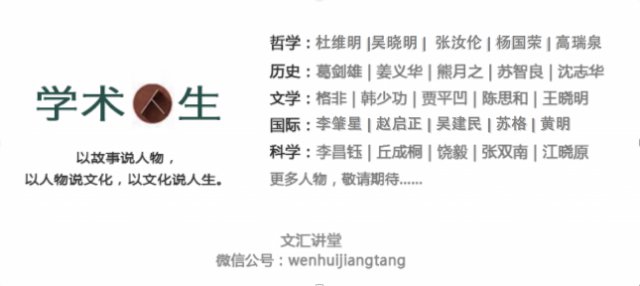 学术人生
以故事说人物，
以人物说文化，以文化说人生。
哲学：杜维明 |吴晓明 | 张汝伦 | 杨国荣 | 高瑞泉
历史：葛剑雄 | 姜义华 | 熊月之 | 苏智良 | 沈志华
文学：格非 | 韩少功 | 贾平凹 | 陈思和 | 王晓明
国际：李肇星 | 赵启正 | 吴建民 | 苏格 | 黄明
科学：李昌钰 | 丘成桐 | 饶毅 | 张双南 | 江晓原
更多人物，敬请期待......
文汇讲堂
微信公号：wenhuijiangtang